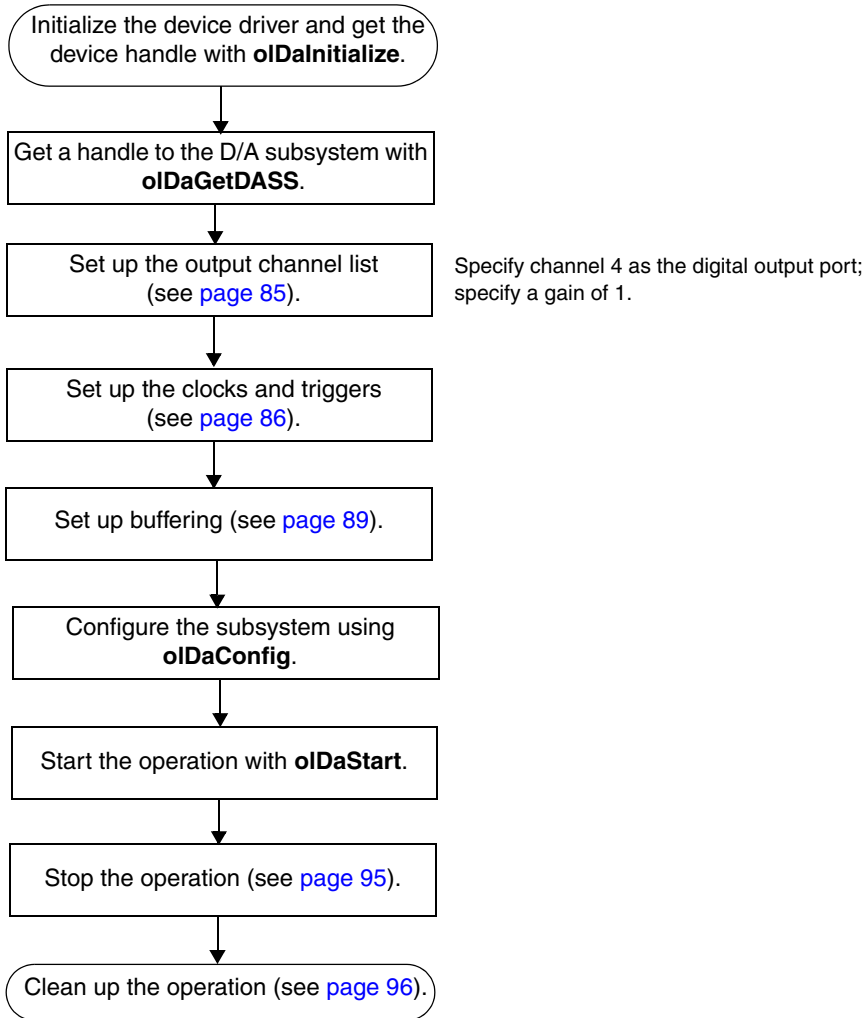 Initialize the device driver and get the
device handle with olDaInitialize.
Get a handle to the D/A subsystem with
olDaGetDASS.
Set up the output channel list
(see page 85).
Specify channel 4 as the digital output port;
specify a gain of 1.
Set up the clocks and triggers
(see page 86).
Set up buffering (see page 89).
Configure the subsystem using
olDaConfig.
Start the operation with olDaStart.
Stop the operation (see page 95).
Clean up the operation (see page 96).